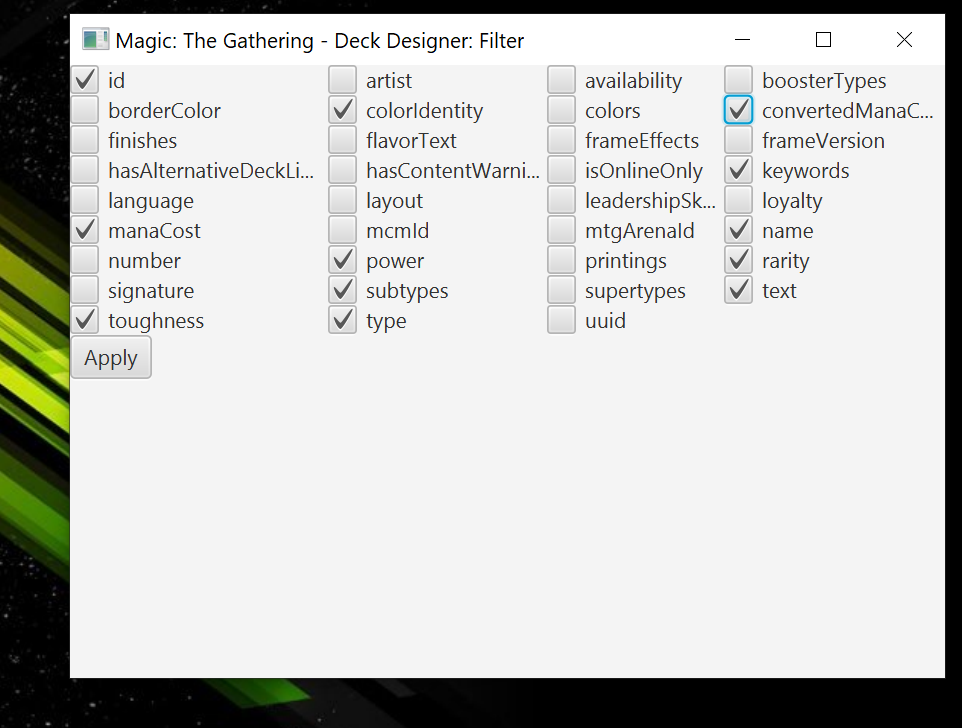 Magic: The Gathering - Deck Designer: Filter
id artist availability boosterTypes
borderColor colorIdentity colors convertedManaC...
finishes flavorText frameEffects frameVersion
hasAlternativeDeckLi... hasContentWarni... isOnlineOnly keywords
language layout leadershipSk... loyalty
manaCost mcmId mtgArenaId name
number power printings rarity
signature subtypes supertypes text
toughness type uuid
Apply